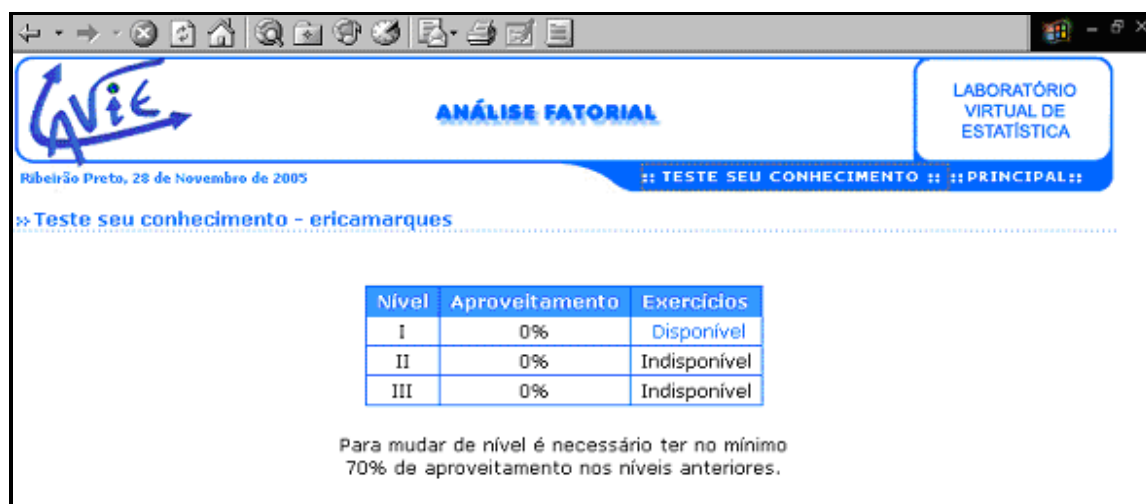 LAViE
ANÁLISE FATORIAL
LABORATÓRIO
VIRTUAL DE
ESTATÍSTICA
Ribeirão Preto, 28 de Novembro de 2005
:: TESTE SEU CONHECIMENTO :: ::PRINCIPAL::
»Teste seu conhecimento - ericamarques
Nível Aproveitamento Exercícios
I 0% Disponível
II 0% Indisponível
III 0% Indisponível
Para mudar de nível é necessário ter no mínimo
70% de aproveitamento nos níveis anteriores.